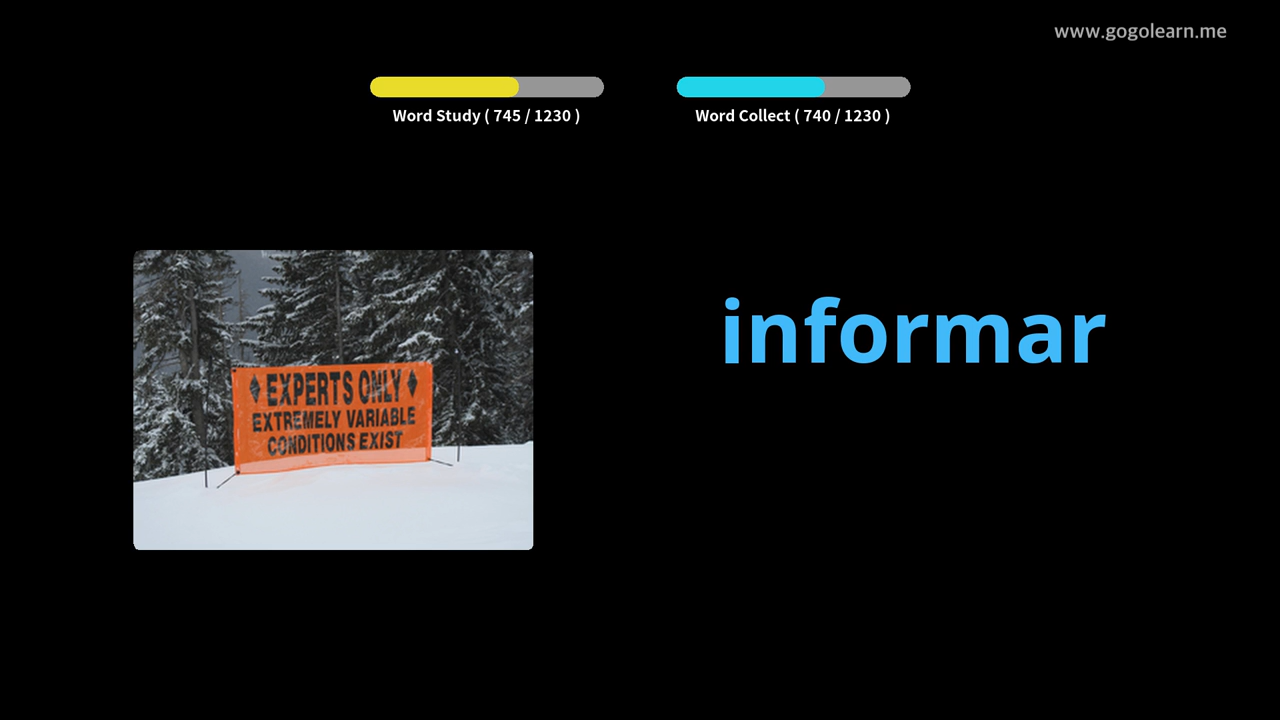 www.gogolearn.me
Word Study ( 745 / 1230 )
Word Collect ( 740 / 1230 )
informar
EXPERTS ONLY
EXTREMELY VARIABLE
CONDITIONS EXIST